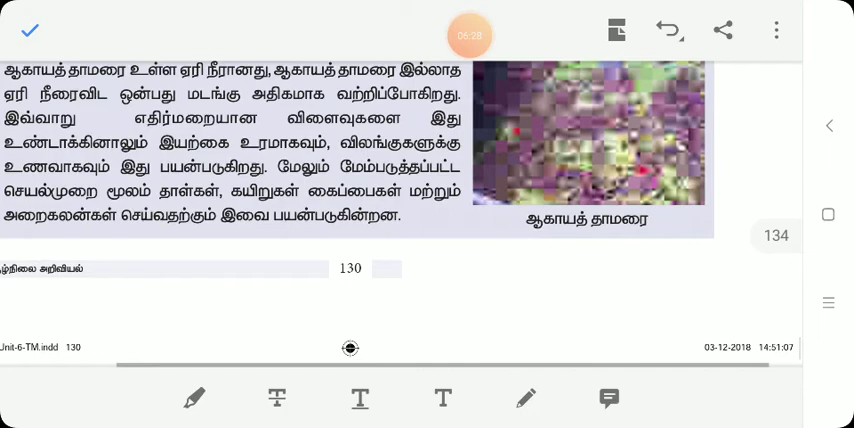 06:28
ஆகாயத் தாமரை உள்ள ஏரி நீரானது, ஆகாயத் தாமரை இல்லாத
ஏரி நீரைவிட ஒன்பது மடங்கு அதிகமாக வற்றிப்போகிறது.
இவ்வாறு எதிர்மறையான விளைவுகளை இது
உண்டாக்கினாலும் இயற்கை உரமாகவும், விலங்குகளுக்கு
உணவாகவும் இது பயன்படுகிறது. மேலும் மேம்படுத்தப்பட்ட
செயல்முறை மூலம் தாள்கள், கயிறுகள் கைப்பைகள் மற்றும்
அறைகலன்கள் செய்வதற்கும் இவை பயன்படுகின்றன.
ஆகாயத் தாமரை
134
ழ்நிலை அறிவியல் 130
Unit-6-TM.indd 130 03-12-2018 14:51:07